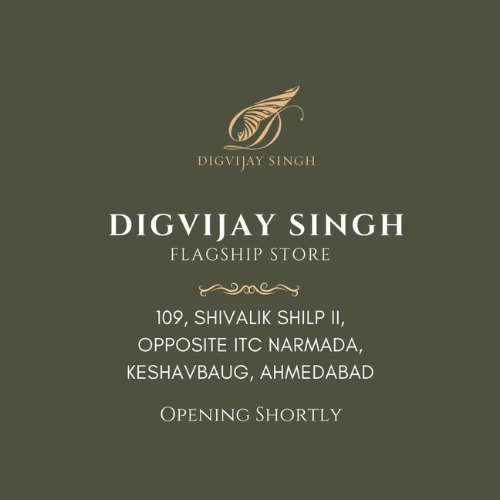 DIGVIJAY SINGH
DIGVIJAY SINGH
FLAGSHIP STORE
109, SHIVALIK SHILP II,
OPPOSITE ITC NARMADA,
KESHAVBAUG, AHMEDABAD
OPENING SHORTLY